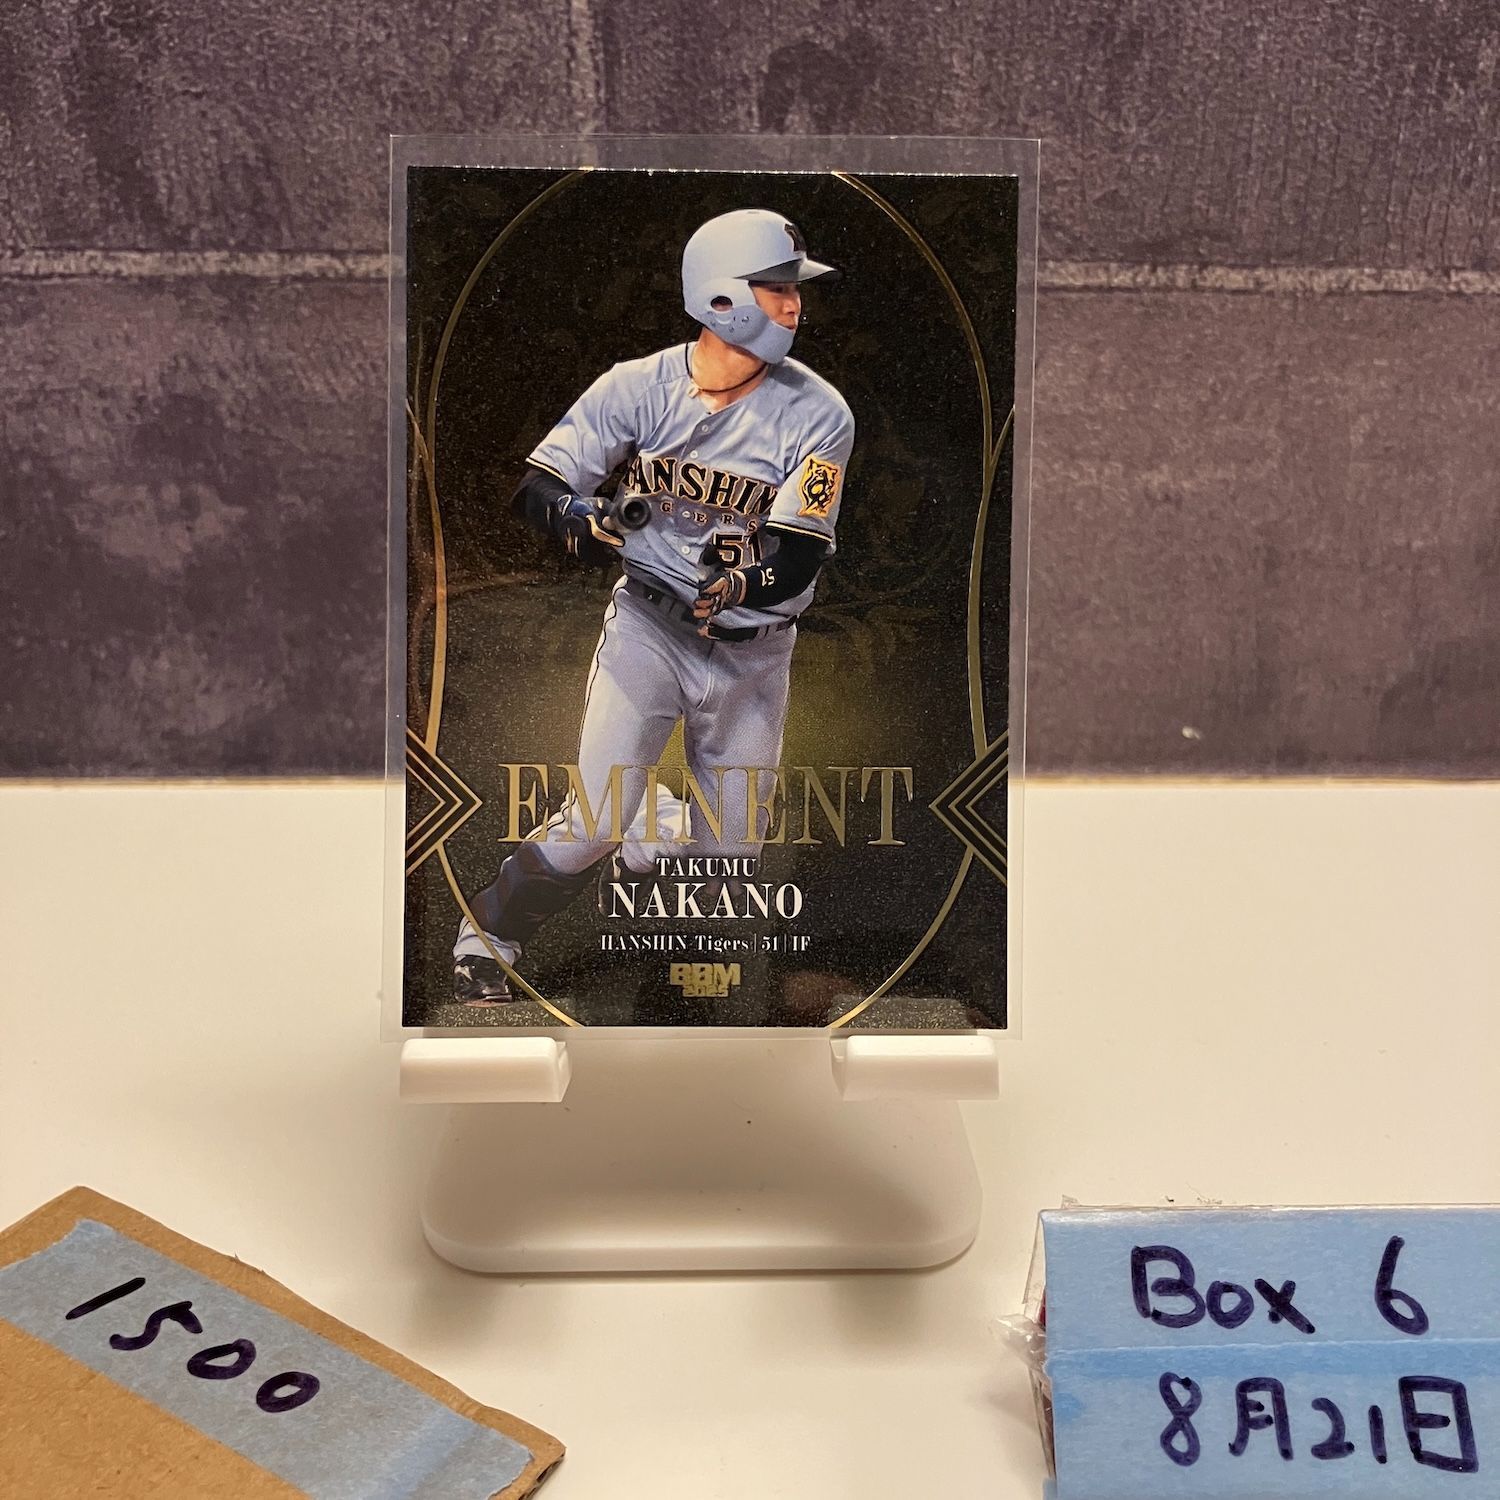 HANSHIN
TIGERS
51
51
EMINENT
TAKUMU
NAKANO
HANSHIN Tigers | 51 | IF
BBM
2023
1500
Box 6
8月21日